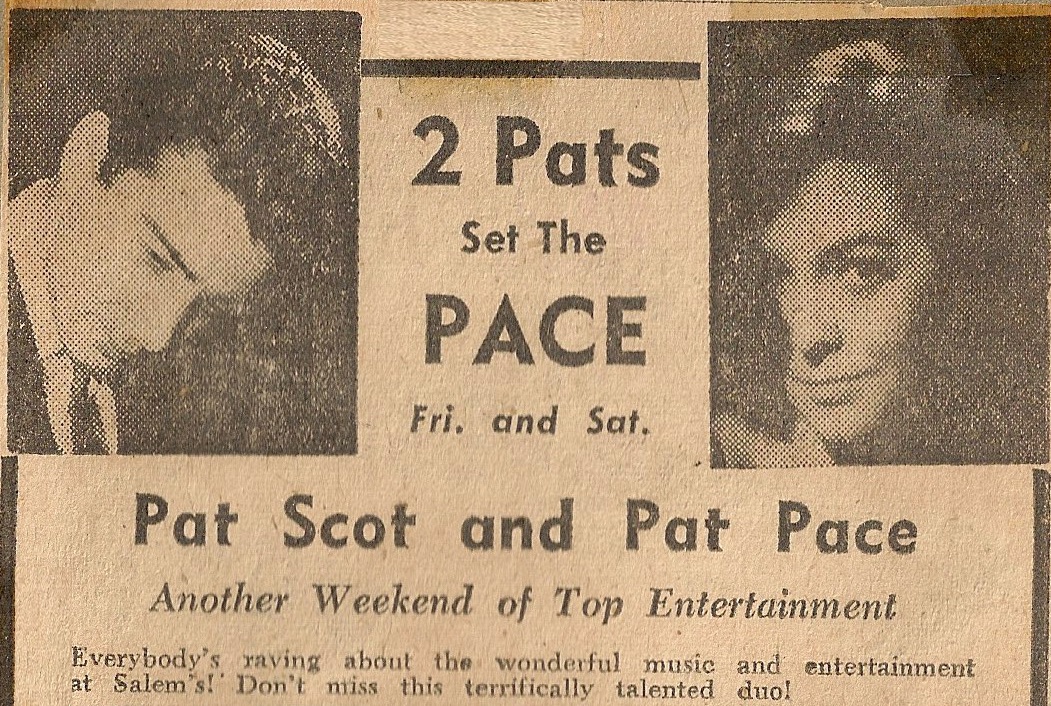 2 Pats
Set The
PACE
Fri. and Sat.
Pat Scot and Pat Pace
Another Weekend of Top Entertainment
Everybody's raving about the wonderful music and entertainment
at Salem's! Don't miss this terrifically talented duo!